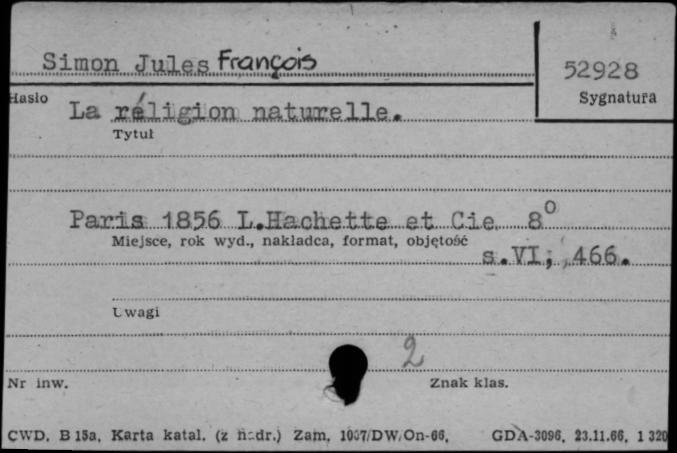 Simon Jules François
52928
Hasło
Sygnatura
La réligion naturelle.
Tytuł
Paris 1856 L.Hachette et Cie 8°
Miejsce, rok wyd., nakładca, format, objętość
s.VI, 466.
Uwagi
2
Nr inw.
Znak klas.
CWD. B 15a, Karta katal. (z nadr.) Zam. 1037/DW/On-66, GDA-3096, 23.11.66, 1 320